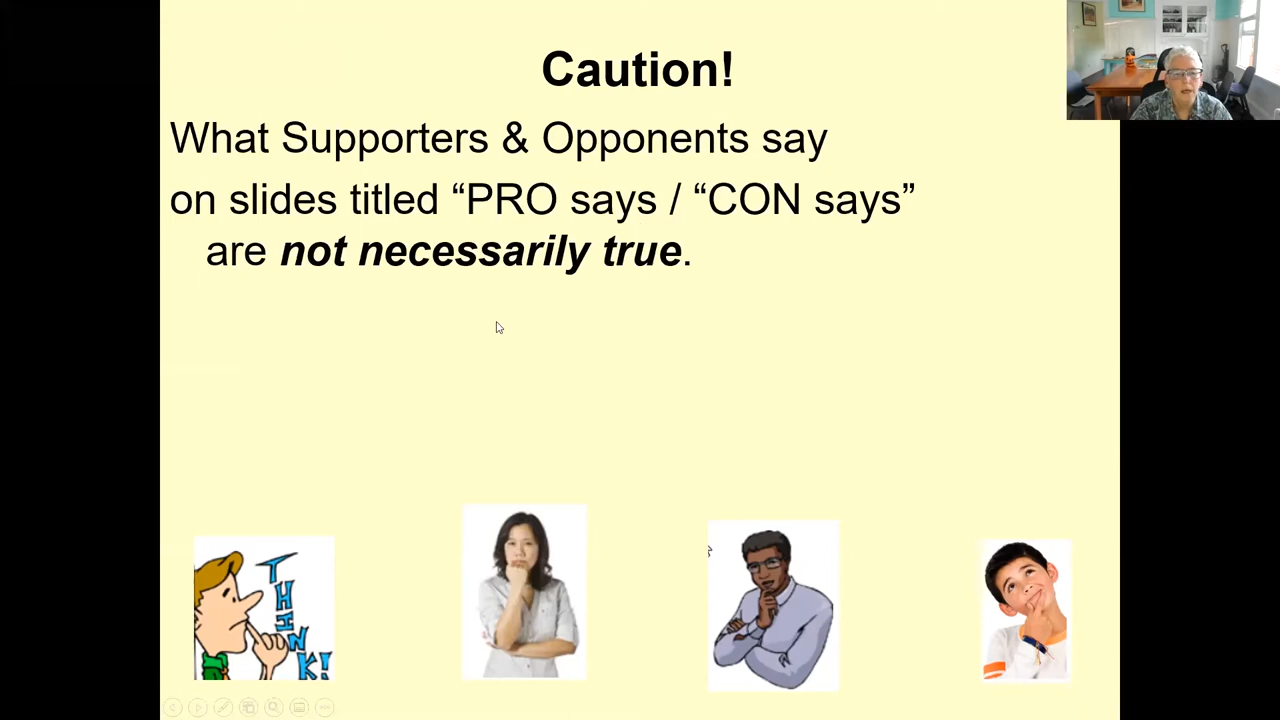 Caution!
What Supporters & Opponents say
on slides titled “PRO says / “CON says”
are not necessarily true.
THINK!